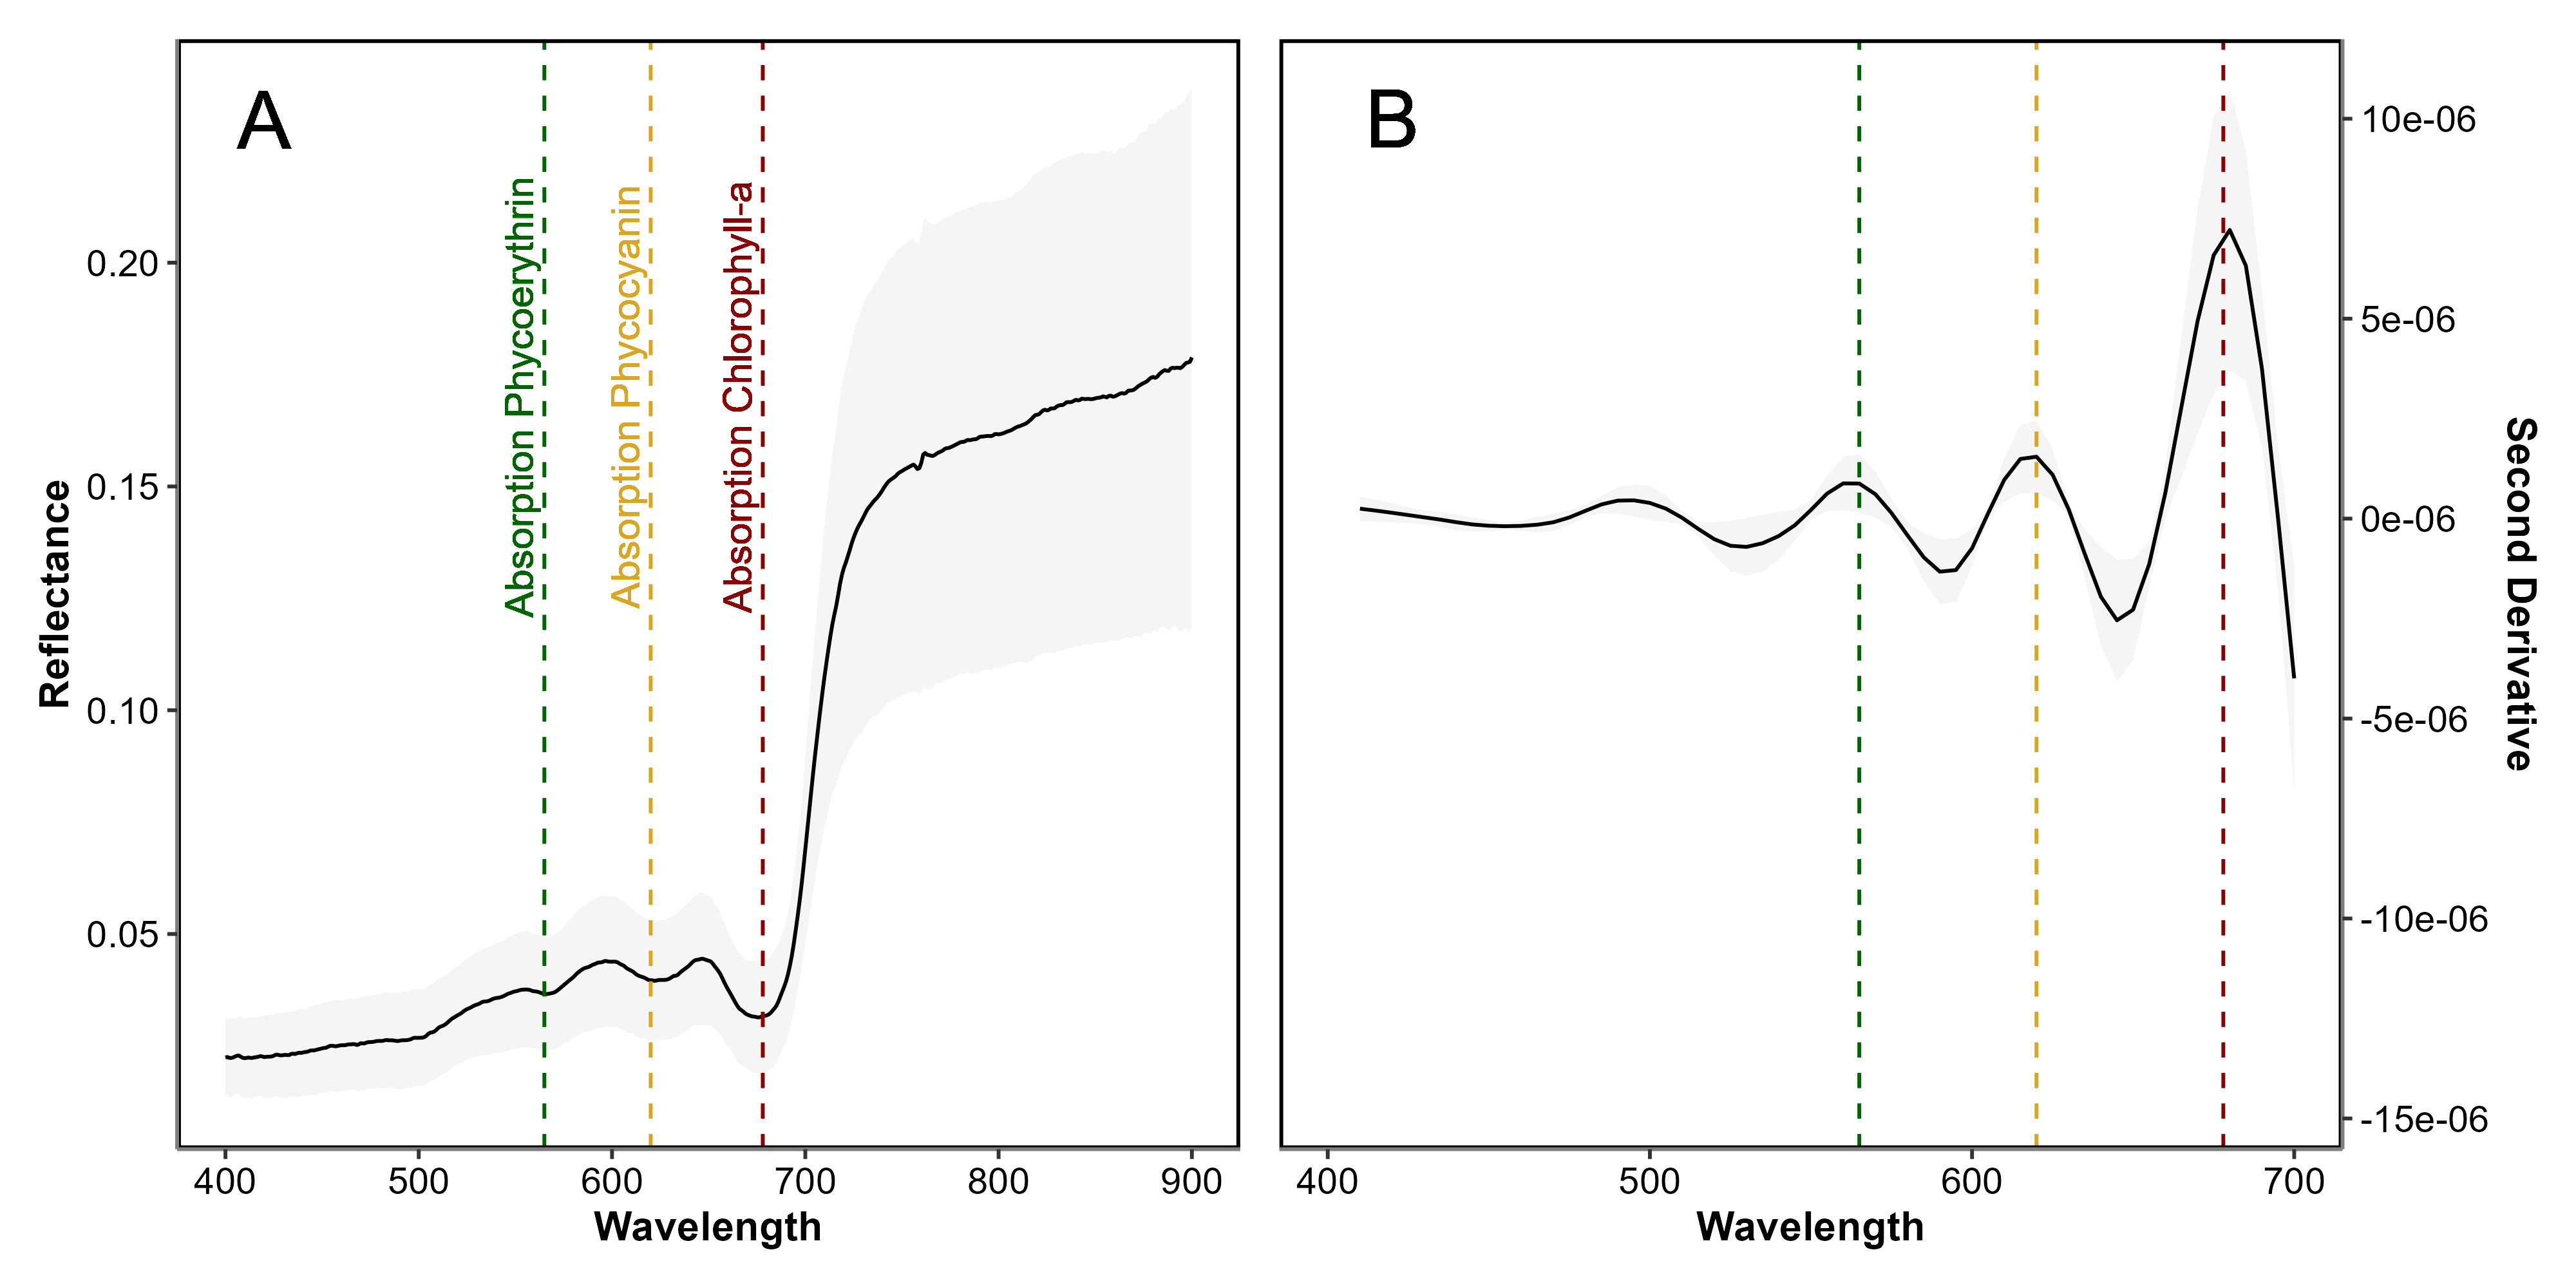 A
B
Absorption Phycoerythrin
Absorption Phycocyanin
Absorption Chlorophyll-a
Reflectance
0.20
0.15
0.10
0.05
400 500 600 700 800 900
Wavelength
10e-06
5e-06
0e-06
-5e-06
-10e-06
-15e-06
Second Derivative
400 500 600 700
Wavelength